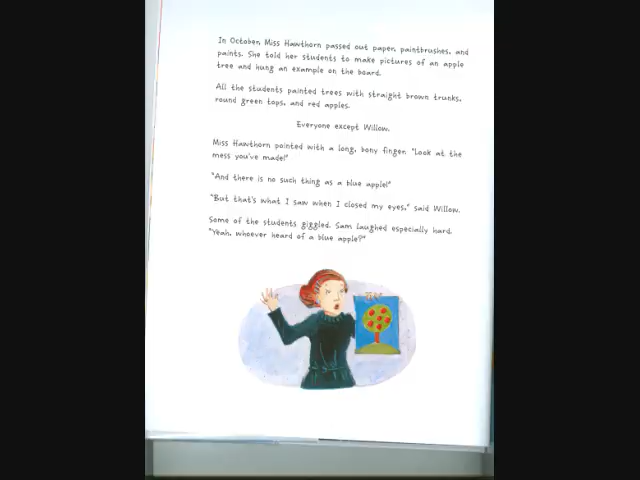 In October, Miss Hawthorn passed out paper, paintbrushes, and
paints. She told her students to make pictures of an apple
tree and hung an example on the board.
All the students painted trees with straight brown trunks,
round green tops, and red apples.
Everyone except Willow.
Miss Hawthorn pointed with a long, bony finger. "Look at the
mess you've made!"
"And there is no such thing as a blue apple!"
"But that's what I saw when I closed my eyes," said Willow.
Some of the students giggled. Sam laughed especially hard.
"Yeah, whoever heard of a blue apple?"